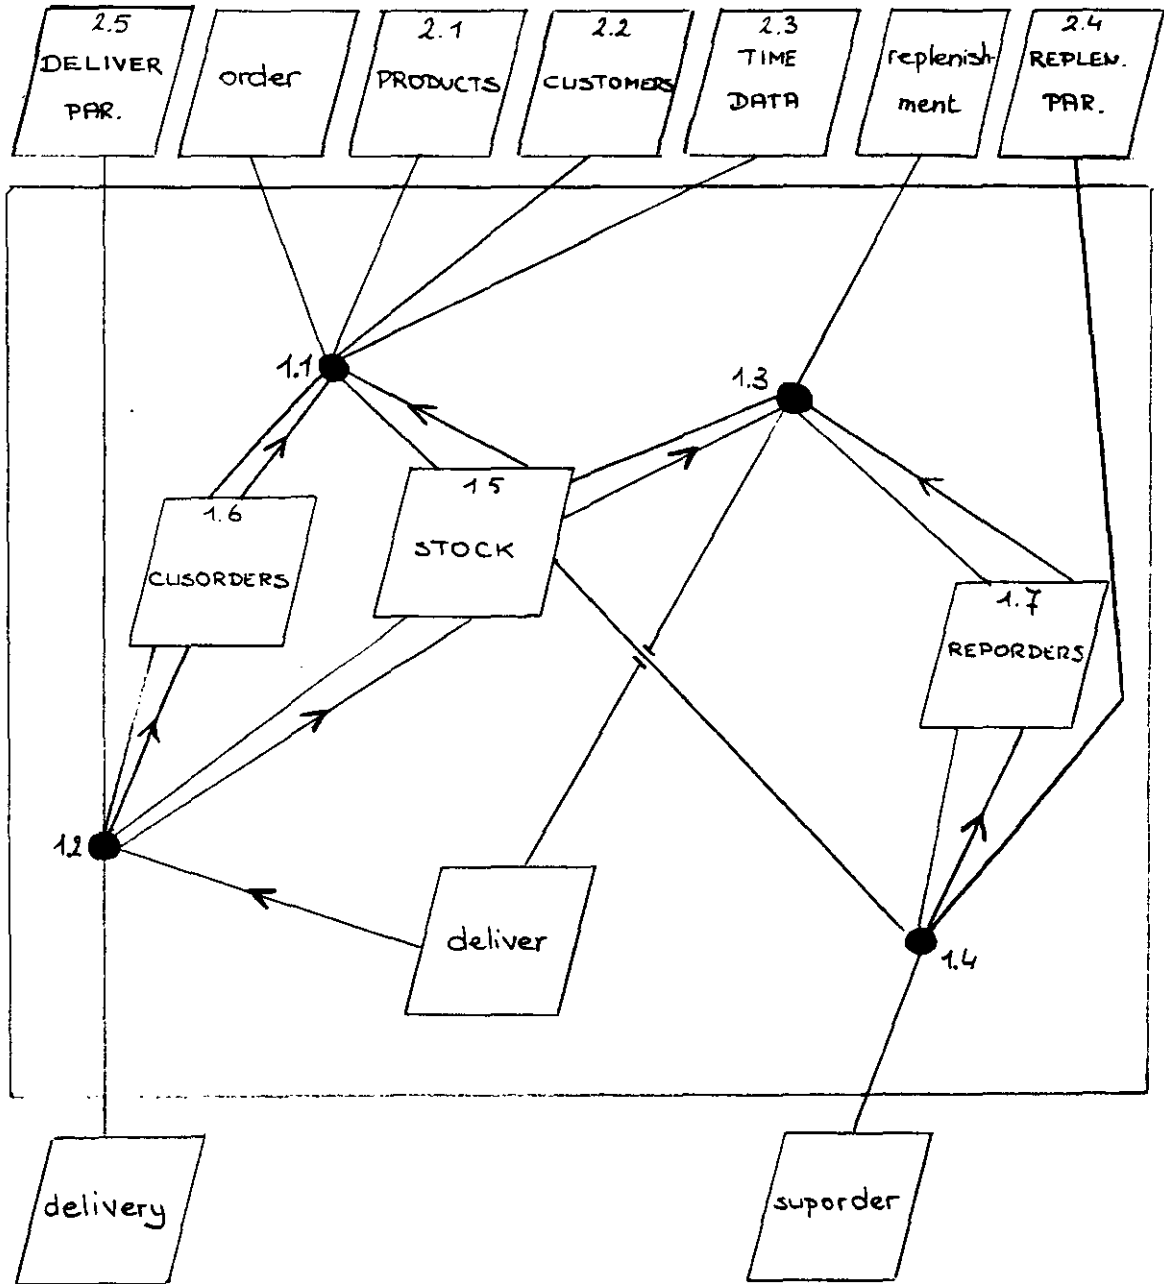 2.5
DELIVER
PAR.
order
2.1
PRODUCTS
2.2
CUSTOMERS
2.3
TIME
DATA
replenish-
ment
2.4
REPLEN.
PAR.
1.1
1.3
1.6
CUSORDERS
1 5
STOCK
1.7
REPORDERS
12
deliver
1.4
delivery
suporder